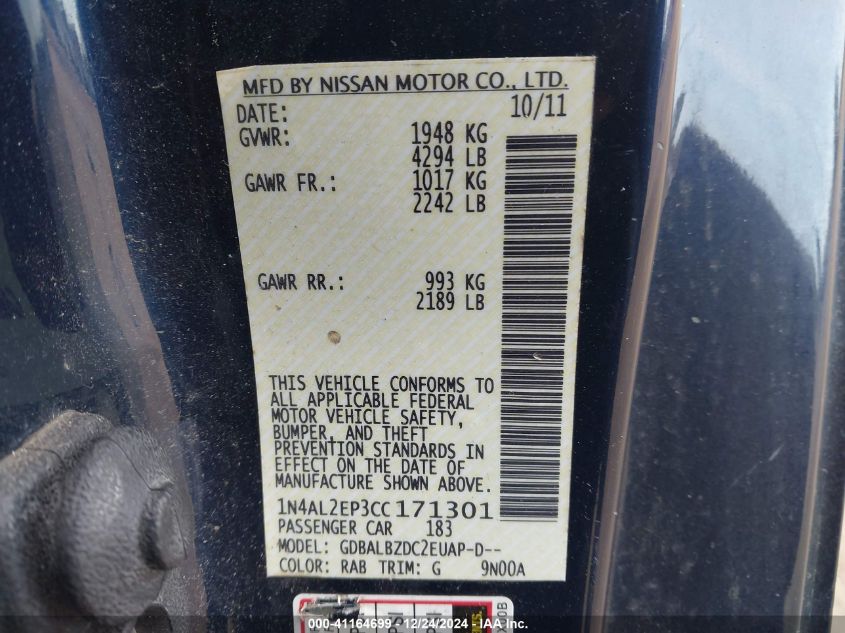 MFD BY NISSAN MOTOR CO., LTD.
DATE: 10/11
GVWR: 1948 KG
4294 LB
GAWR FR.: 1017 KG
2242 LB
GAWR RR.: 993 KG
2189 LB
THIS VEHICLE CONFORMS TO
ALL APPLICABLE FEDERAL
MOTOR VEHICLE SAFETY,
BUMPER, AND THEFT
PREVENTION STANDARDS IN
EFFECT ON THE DATE OF
MANUFACTURE SHOWN ABOVE.
1N4AL2EP3CC171301
PASSENGER CAR 183
MODEL: GDBALBZDC2EUAP-D--
COLOR: RAB TRIM: G 9N00A
000-41164699 - 12/24/2024 - IAA Inc.